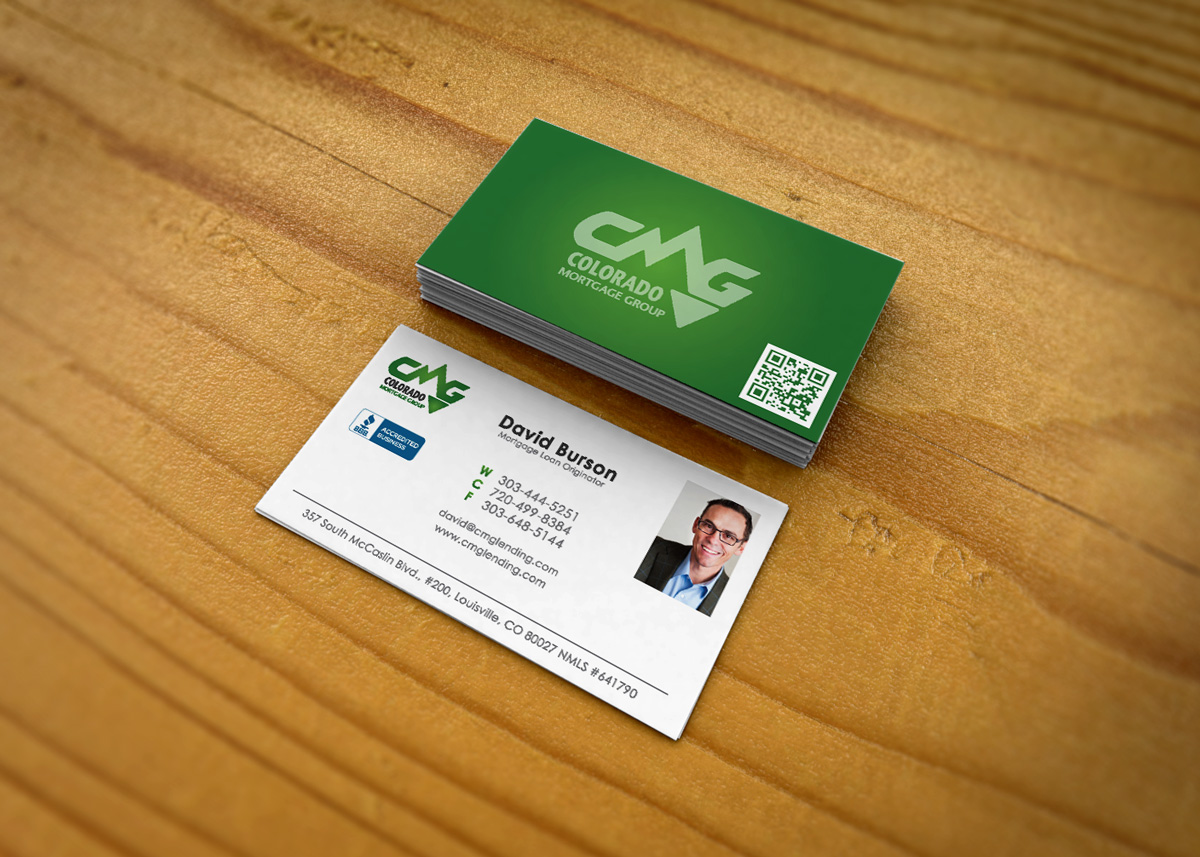 CMG
COLORADO
MORTGAGE GROUP
CMG
COLORADO
MORTGAGE GROUP
BBB
ACCREDITED
BUSINESS
David Burson
Mortgage Loan Originator
W 303-444-5251
C 720-499-8384
F 303-648-5144
david@cmglending.com
www.cmglending.com
357 South McCaslin Blvd., #200, Louisville, CO 80027 NMLS #641790